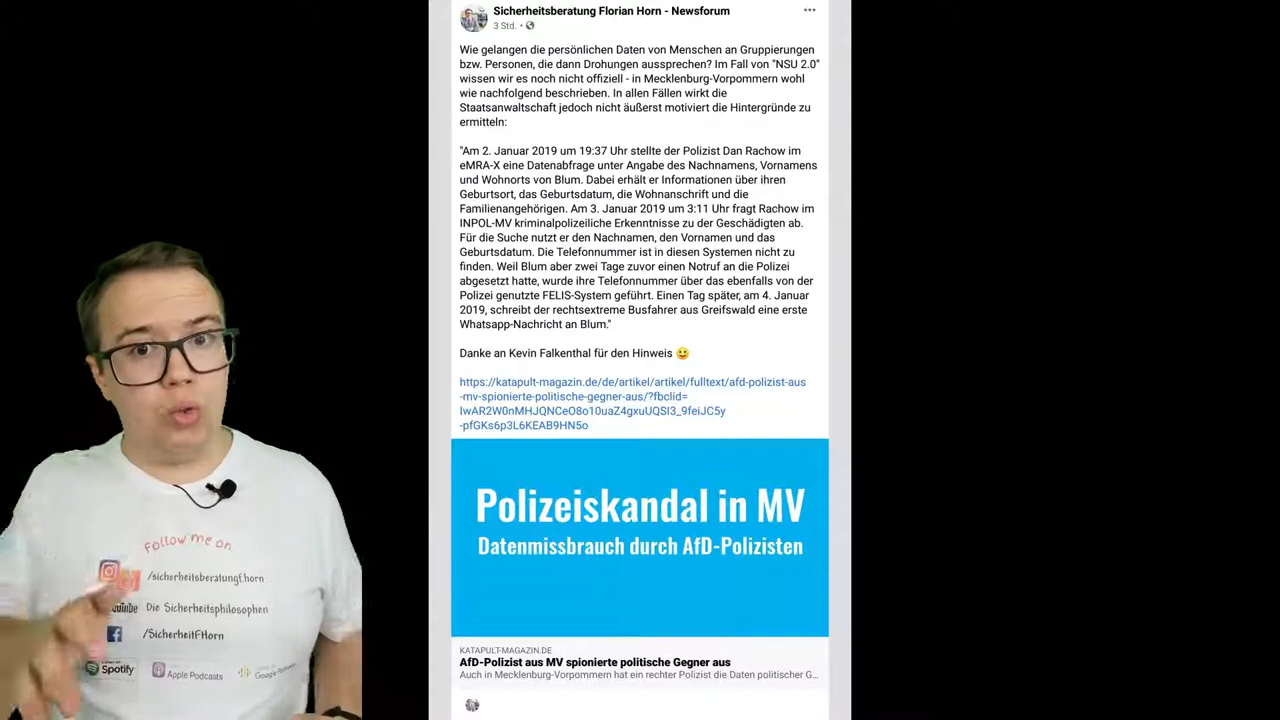 Sicherheitsberatung Florian Horn - Newsforum
3 Std. •
Wie gelangen die persönlichen Daten von Menschen an Gruppierungen
bzw. Personen, die dann Drohungen aussprechen? Im Fall von "NSU 2.0"
wissen wir es noch nicht offiziell - in Mecklenburg-Vorpommern wohl
wie nachfolgend beschrieben. In allen Fällen wirkt die
Staatsanwaltschaft jedoch nicht äußerst motiviert die Hintergründe zu
ermitteln:
"Am 2. Januar 2019 um 19:37 Uhr stellte der Polizist Dan Rachow im
eMRA-X eine Datenabfrage unter Angabe des Nachnamens, Vornamens
und Wohnorts von Blum. Dabei erhält er Informationen über ihren
Geburtsort, das Geburtsdatum, die Wohnanschrift und die
Familienangehörigen. Am 3. Januar 2019 um 3:11 Uhr fragt Rachow im
INPOL-MV kriminalpolizeiliche Erkenntnisse zu der Geschädigten ab.
Für die Suche nutzt er den Nachnamen, den Vornamen und das
Geburtsdatum. Die Telefonnummer ist in diesen Systemen nicht zu
finden. Weil Blum aber zwei Tage zuvor einen Notruf an die Polizei
abgesetzt hatte, wurde ihre Telefonnummer über das ebenfalls von der
Polizei genutzte FELIS-System geführt. Einen Tag später, am 4. Januar
2019, schreibt der rechtsextreme Busfahrer aus Greifswald eine erste
Whatsapp-Nachricht an Blum."
Danke an Kevin Falkenthal für den Hinweis
https://katapult-magazin.de/de/artikel/artikel/fulltext/afd-polizist-aus
-mv-spionierte-politische-gegner-aus/?fbclid=
IwAR2W0nMHJQNCeO8o10uaZ4gxuUQSI3_9feiJC5y
-pfGKs6p3L6KEAB9HN5o
Polizeiskandal in MV
Datenmissbrauch durch AfD-Polizisten
KATAPULT-MAGAZIN.DE
AfD-Polizist aus MV spionierte politische Gegner aus
Auch in Mecklenburg-Vorpommern hat ein rechter Polizist die Daten politischer G...
Follow me on
/sicherheitsberatungf.horn
Die Sicherheitsphilosophen
/SicherheitFHorn
Spotify
Apple Podcasts